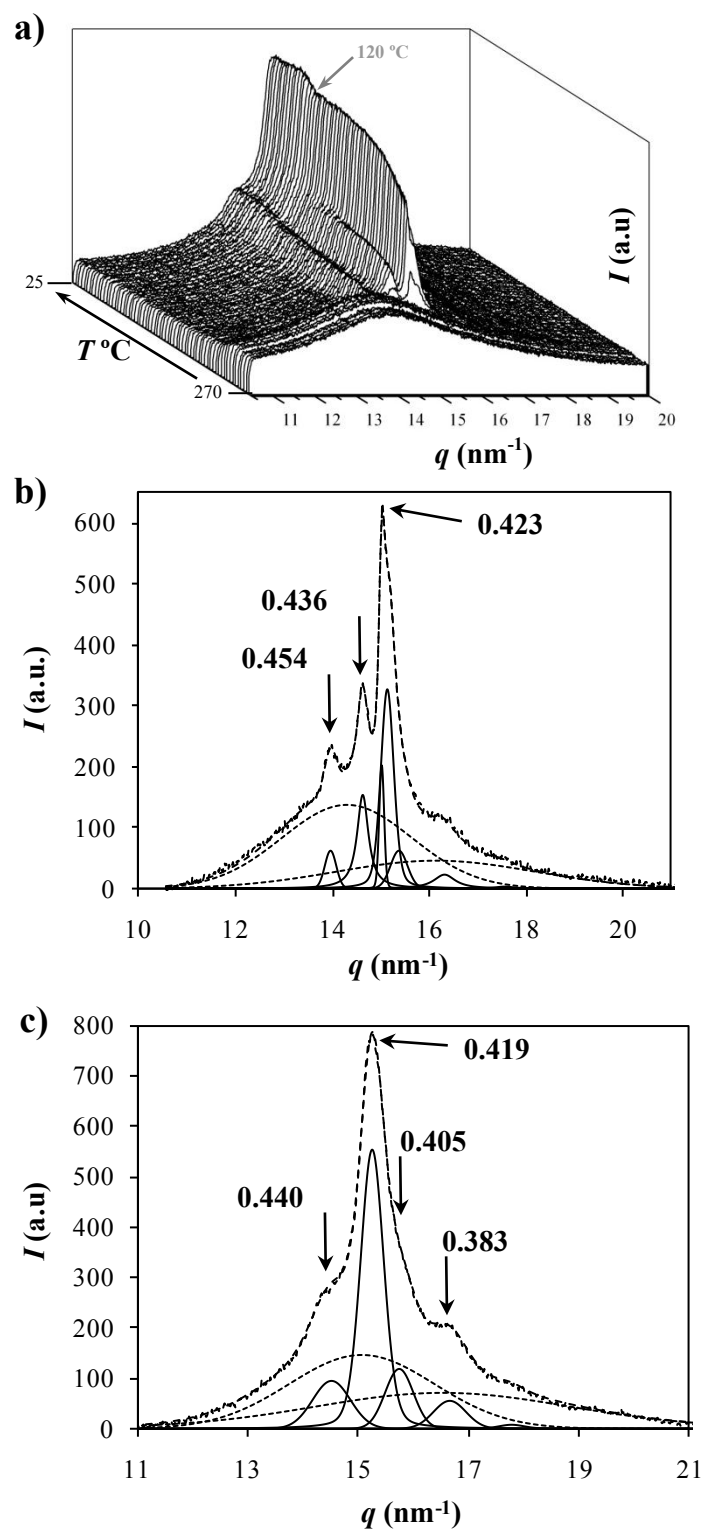 a)
120 ºC
I (a.u)
25
T ºC
270
11 12 13 14 15 16 17 18 19 20
q (nm-1)
b)
600
500
400
300
200
100
0
0.423
0.436
0.454
I (a.u.)
10 12 14 16 18 20
q (nm-1)
c)
800
700
600
500
400
300
200
100
0
0.419
0.405
0.440
0.383
I (a.u)
11 13 15 17 19 21
q (nm-1)